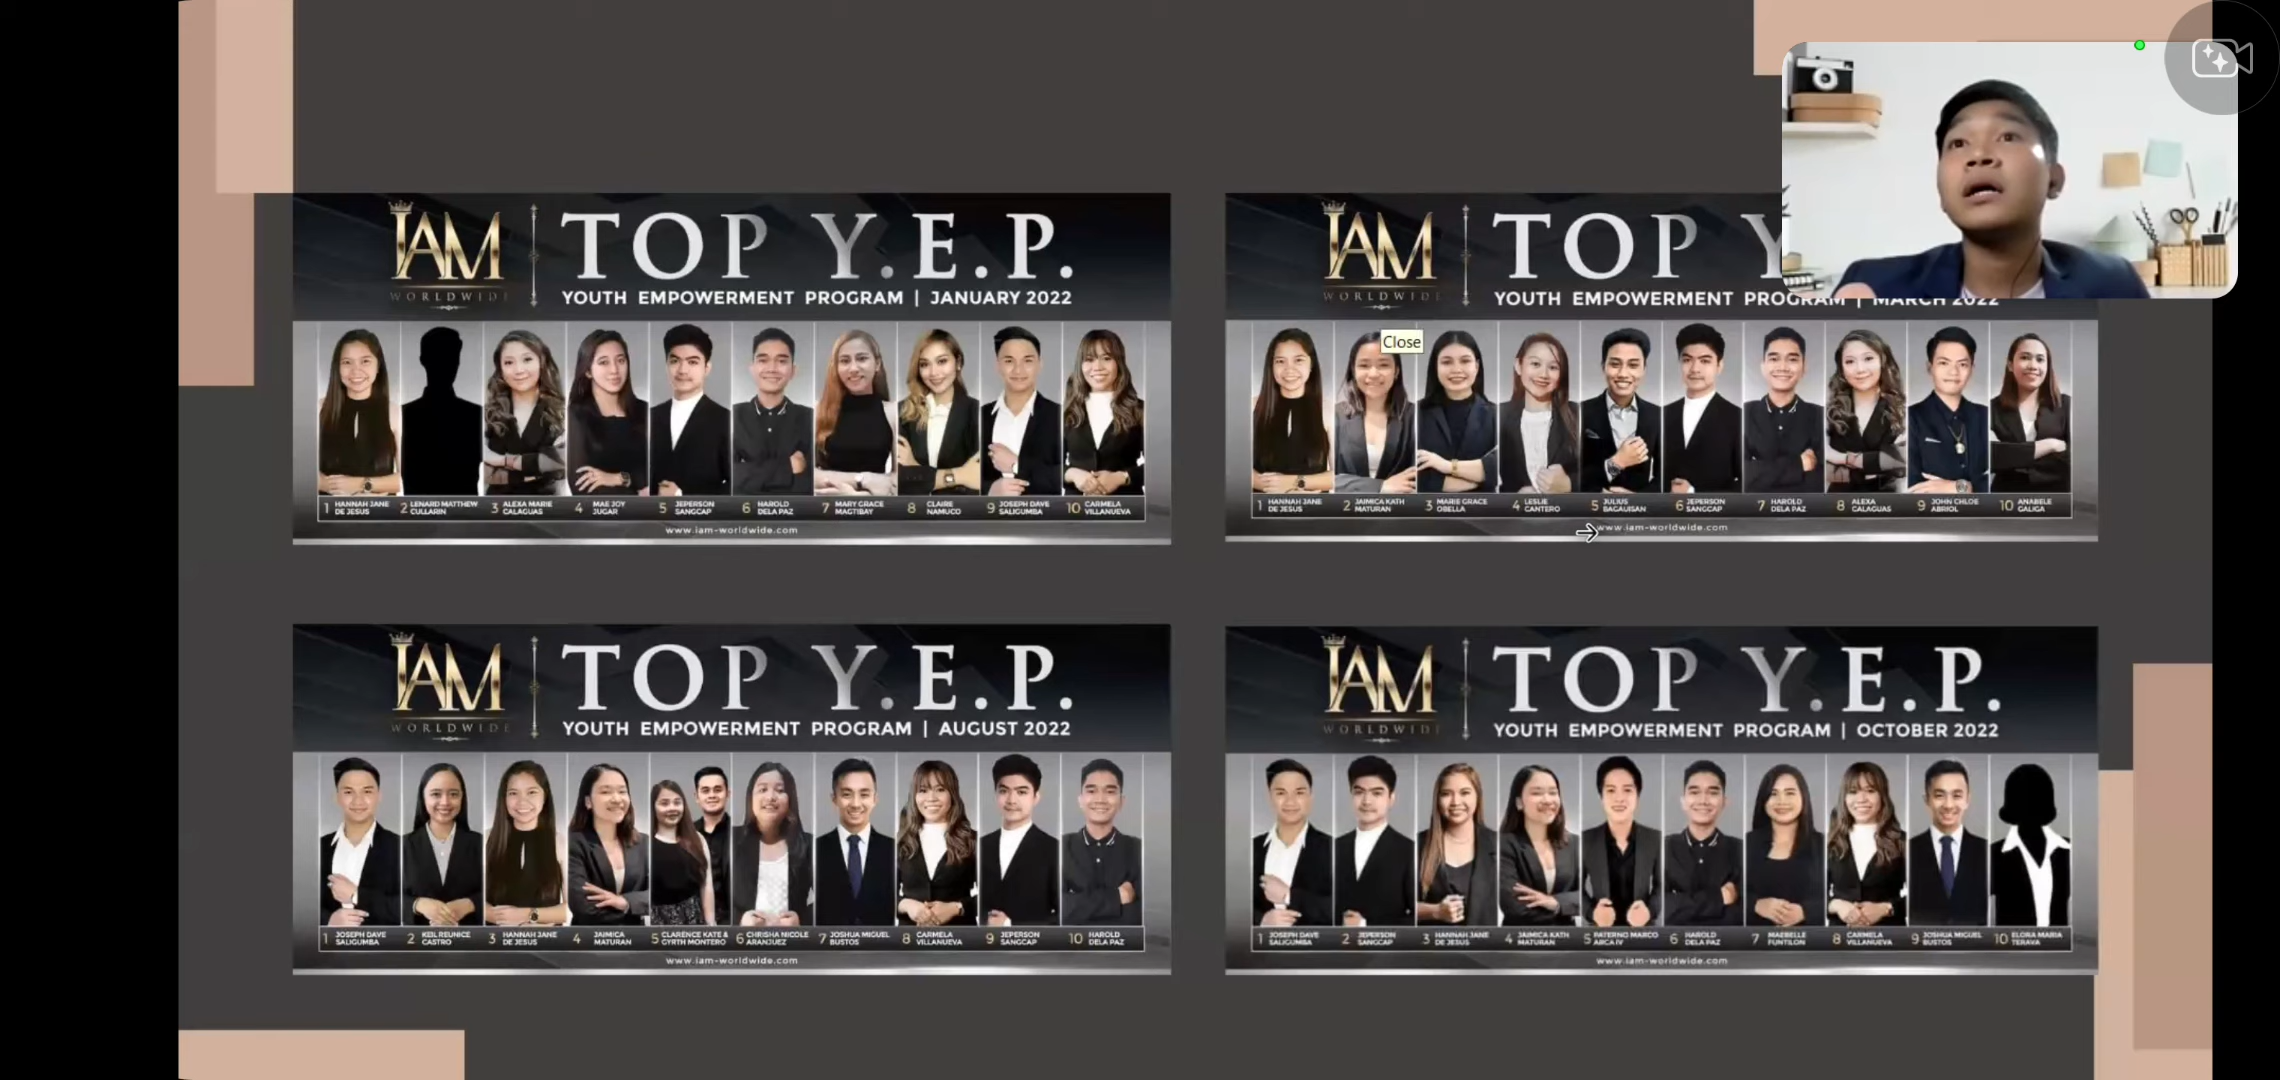 IAM
WORLDWIDE
TOP Y.E.P.
YOUTH EMPOWERMENT PROGRAM | JANUARY 2022
1 HANNAH JANE DE JESUS
2 LENARD MATTHEW CULLARIN
3 ALEXA MARIE CALAGUAS
4 MAE JOY JUGAR
5 JEPERSON SANGCAP
6 HAROLD DELA PAZ
7 MARY GRACE MAGTIBAY
8 CLAIRE NAMUCO
9 JOSEPH DAVE SALIGUMBA
10 CARMELA VILLANUEVA
www.iam-worldwide.com
IAM
WORLDWIDE
TOP Y
YOUTH EMPOWERMENT PROGRAM | MARCH 2022
Close
1 HANNAH JANE DE JESUS
2 JAIMICA KATH MATURAN
3 MARIE GRACE OBELLA
4 LESLIE CANTERO
5 JULIUS BAGAUISAN
6 JEPERSON SANGCAP
7 HAROLD DELA PAZ
8 ALEXA CALAGUAS
9 JOHN CHLOE ABRIOL
10 ANABELE GALIGA
www.iam-worldwide.com
IAM
WORLDWIDE
TOP Y.E.P.
YOUTH EMPOWERMENT PROGRAM | AUGUST 2022
1 JOSEPH DAVE SALIGUMBA
2 KEIL REUNICE CASTRO
3 HANNAH JANE DE JESUS
4 JAIMICA MATURAN
5 CLARENCE KATE & GYRTH MONTERO
6 CHRISHA NICOLE ARANJUEZ
7 JOSHUA MIGUEL BUSTOS
8 CARMELA VILLANUEVA
9 JEPERSON SANGCAP
10 HAROLD DELA PAZ
www.iam-worldwide.com
IAM
WORLDWIDE
TOP Y.E.P.
YOUTH EMPOWERMENT PROGRAM | OCTOBER 2022
1 JOSEPH DAVE SALIGUMBA
2 JEPERSON SANGCAP
3 HANNAH JANE DE JESUS
4 JAIMICA KATH MATURAN
5 PATERNO MARCO ARCA IV
6 HAROLD DELA PAZ
7 MAEBELLE FUNTILON
8 CARMELA VILLANUEVA
9 JOSHUA MIGUEL BUSTOS
10 ELORA MARIA TERAVA
www.iam-worldwide.com